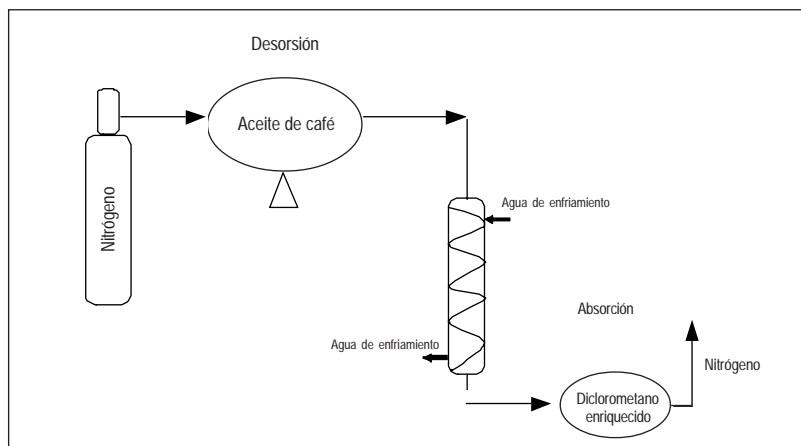 Desorción
Aceite de café
Nitrógeno
Agua de enfriamiento
Agua de enfriamiento
Absorción
Nitrógeno
Diclorometano
enriquecido